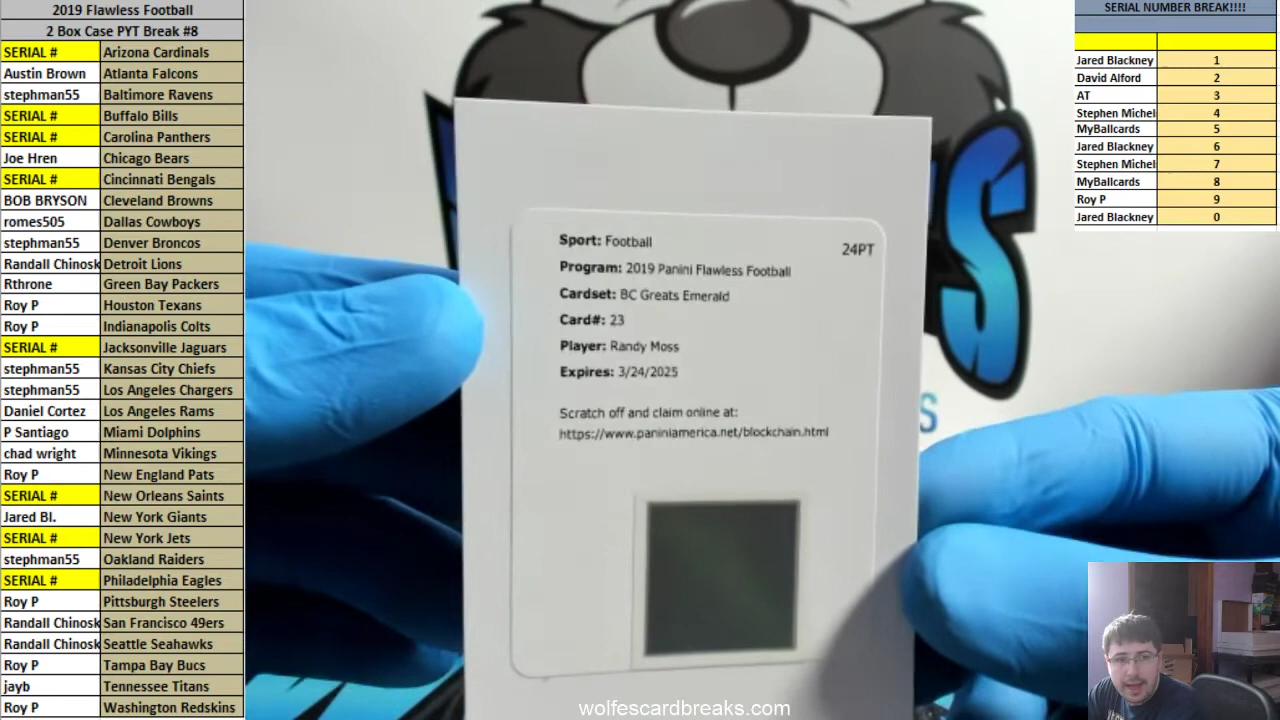 2019 Flawless Football
2 Box Case PYT Break #8
SERIAL # Arizona Cardinals
Austin Brown Atlanta Falcons
stephman55 Baltimore Ravens
SERIAL # Buffalo Bills
SERIAL # Carolina Panthers
Joe Hren Chicago Bears
SERIAL # Cincinnati Bengals
BOB BRYSON Cleveland Browns
romes505 Dallas Cowboys
stephman55 Denver Broncos
Randall Chinosk Detroit Lions
Rthrone Green Bay Packers
Roy P Houston Texans
Roy P Indianapolis Colts
SERIAL # Jacksonville Jaguars
stephman55 Kansas City Chiefs
stephman55 Los Angeles Chargers
Daniel Cortez Los Angeles Rams
P Santiago Miami Dolphins
chad wright Minnesota Vikings
Roy P New England Pats
SERIAL # New Orleans Saints
Jared Bl. New York Giants
SERIAL # New York Jets
stephman55 Oakland Raiders
SERIAL # Philadelphia Eagles
Roy P Pittsburgh Steelers
Randall Chinosk San Francisco 49ers
Randall Chinosk Seattle Seahawks
Roy P Tampa Bay Bucs
jayb Tennessee Titans
Roy P Washington Redskins
Sport: Football
24PT
Program: 2019 Panini Flawless Football
Cardset: BC Greats Emerald
Card#: 23
Player: Randy Moss
Expires: 3/24/2025
Scratch off and claim online at:
https://www.paniniamerica.net/blockchain.html
S
S
wolfescardbreaks.com
SERIAL NUMBER BREAK!!!!
Jared Blackney 1
David Alford 2
AT 3
Stephen Michel 4
MyBallcards 5
Jared Blackney 6
Stephen Michel 7
MyBallcards 8
Roy P 9
Jared Blackney 0